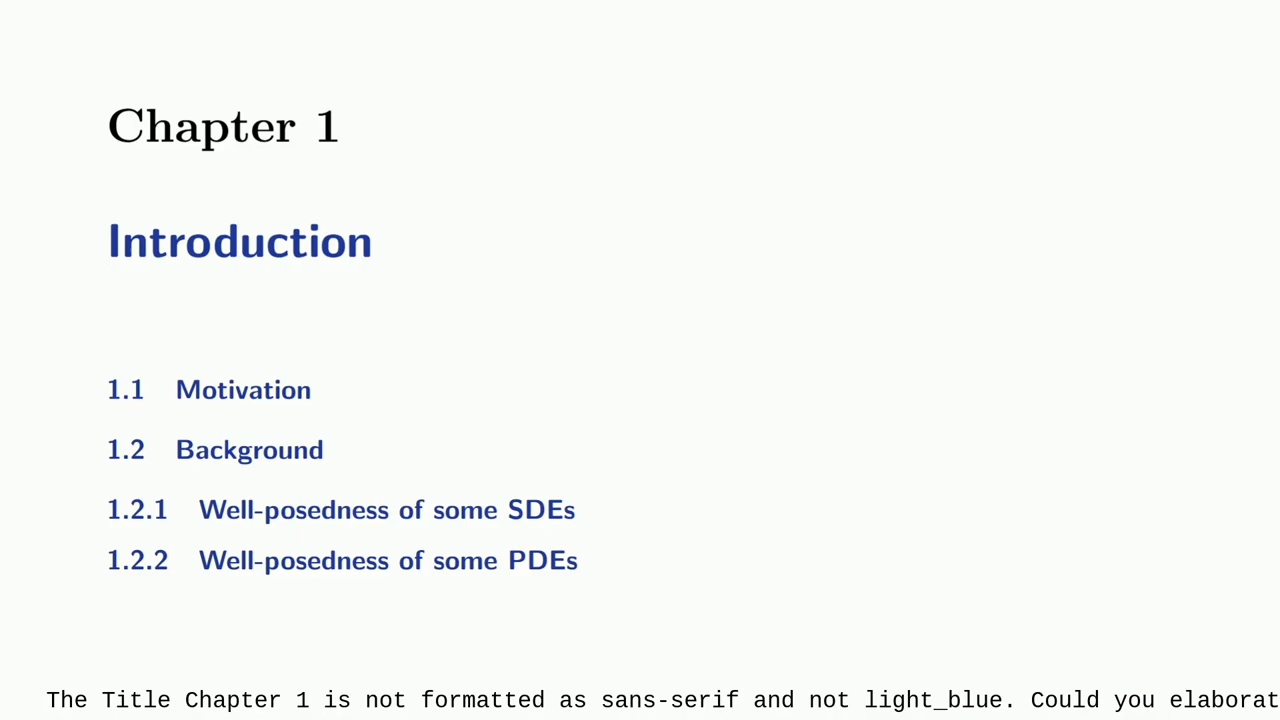 Chapter 1
Introduction
1.1 Motivation
1.2 Background
1.2.1 Well-posedness of some SDEs
1.2.2 Well-posedness of some PDEs
The Title Chapter 1 is not formatted as sans-serif and not light_blue. Could you elaborat